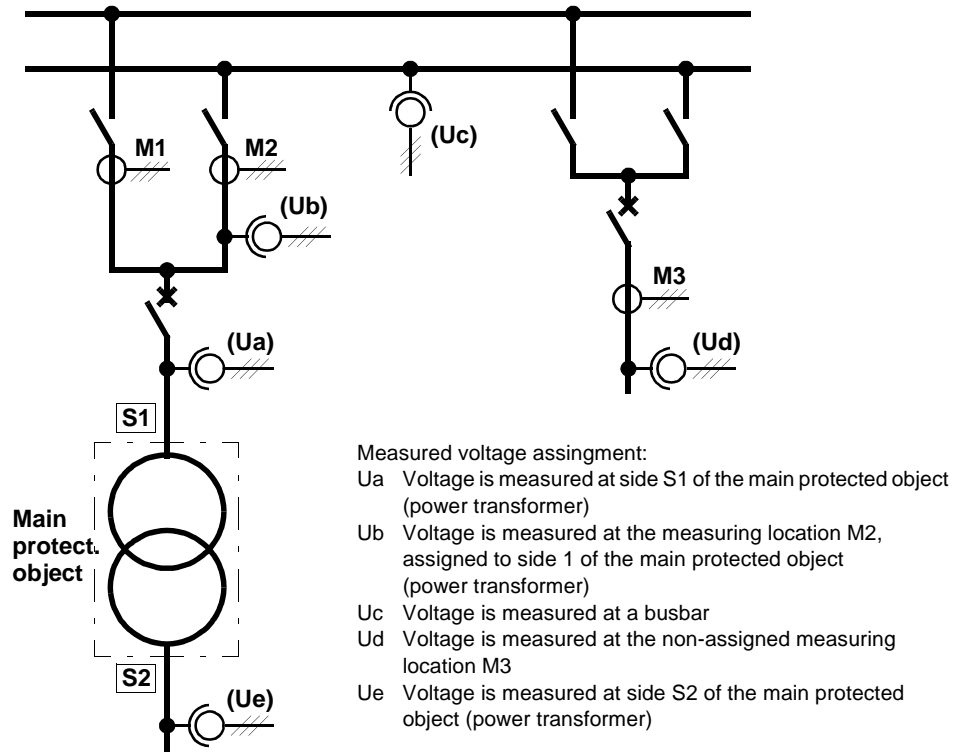 M1
M2
(Uc)
(Ub)
M3
(Ua)
(Ud)
S1
Main
protect.
object
S2
(Ue)
Measured voltage assingment:
Ua Voltage is measured at side S1 of the main protected object
(power transformer)
Ub Voltage is measured at the measuring location M2,
assigned to side 1 of the main protected object
(power transformer)
Uc Voltage is measured at a busbar
Ud Voltage is measured at the non-assigned measuring
location M3
Ue Voltage is measured at side S2 of the main protected
object (power transformer)